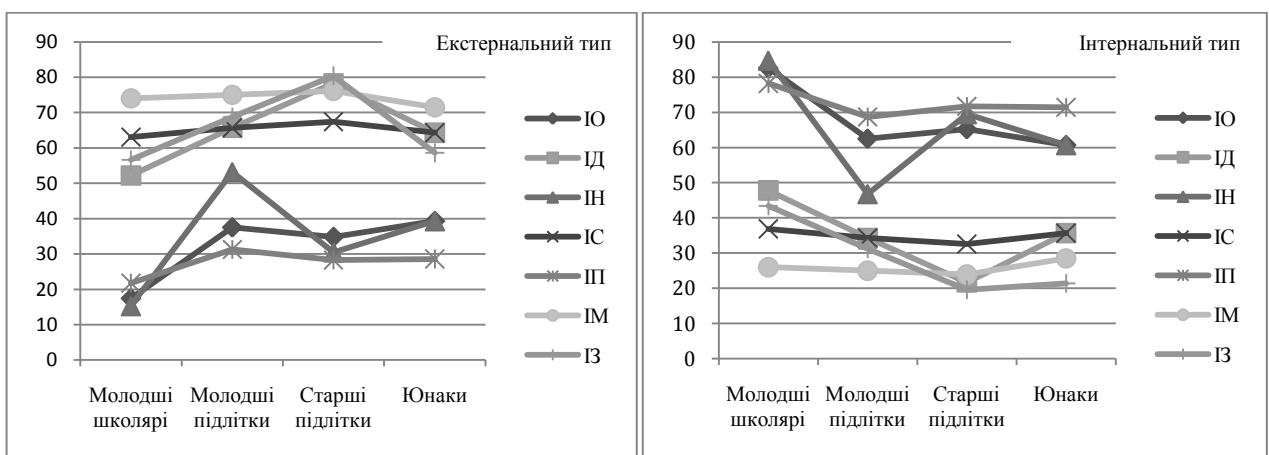 Екстернальний тип
90
80
70
60
50
40
30
20
10
0
Молодші школярі
Молодші підлітки
Старші підлітки
Юнаки
ІО
ІД
ІН
ІС
ІП
ІМ
ІЗ
Інтернальний тип
90
80
70
60
50
40
30
20
10
0
Молодші школярі
Молодші підлітки
Старші підлітки
Юнаки
ІО
ІД
ІН
ІС
ІП
ІМ
ІЗ